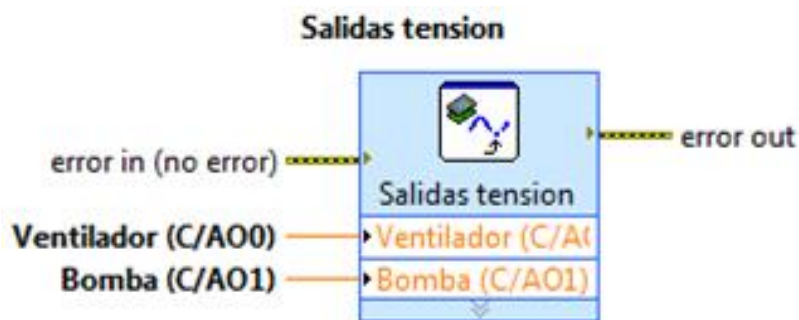 Salidas tension
error in (no error)
error out
Salidas tension
Ventilador (C/AO0)
Ventilador (C/A(
Bomba (C/AO1)
Bomba (C/AO1)